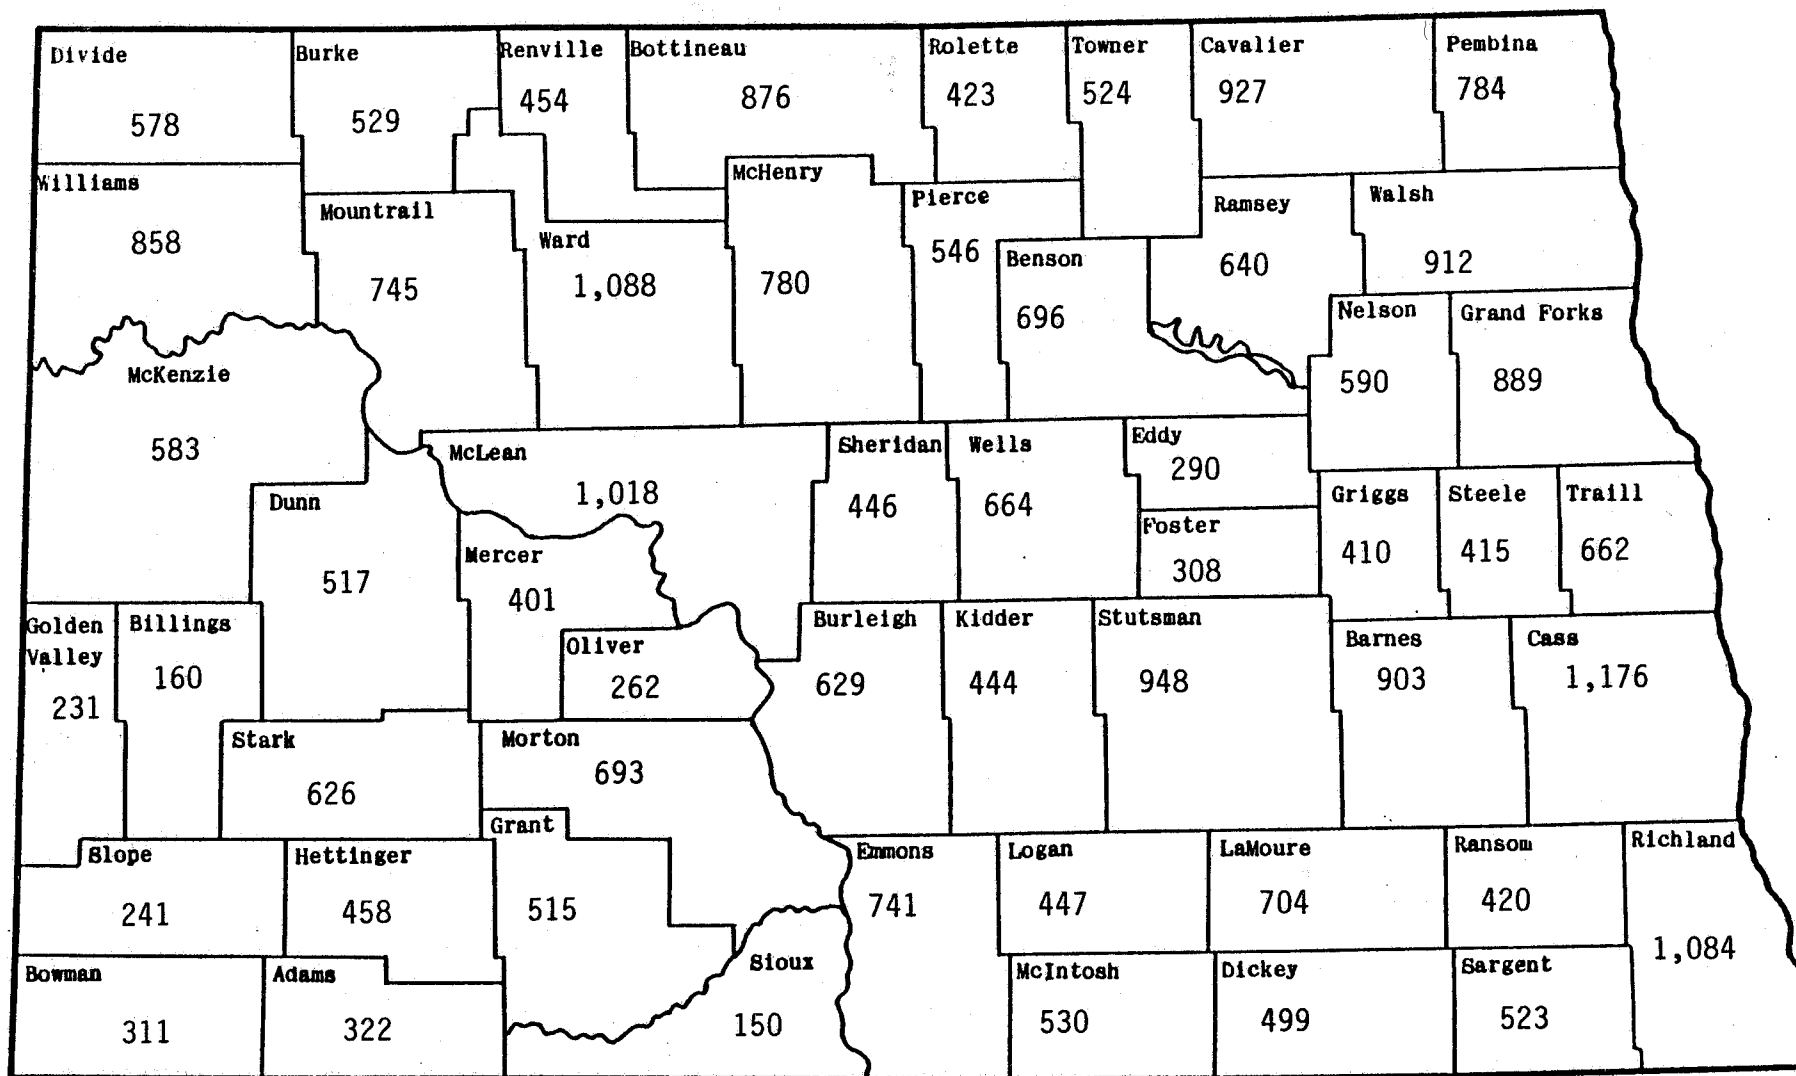 Divide
578
Burke
529
Renville
454
Bottineau
876
Rolette
423
Towner
524
Cavalier
927
Pembina
784
Williams
858
Mountrail
745
Ward
1,088
McHenry
780
Pierce
546
Benson
696
Ramsey
640
Walsh
912
Nelson
590
Grand Forks
889
McKenzie
583
Dunn
517
McLean
1,018
Mercer
401
Oliver
262
Sheridan
446
Wells
664
Eddy
290
Foster
308
Griggs
410
Steele
415
Traill
662
Golden
Valley
231
Billings
160
Stark
626
Morton
693
Burleigh
629
Kidder
444
Stutsman
948
Barnes
903
Cass
1,176
Slope
241
Hettinger
458
Grant
515
Emmons
741
Logan
447
LaMoure
704
Ransom
420
Richland
1,084
Bowman
311
Adams
322
Sioux
150
McIntosh
530
Dickey
499
Sargent
523